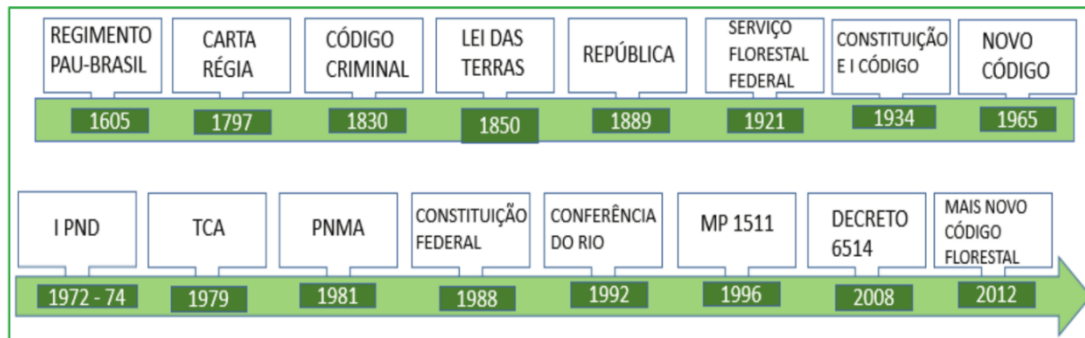 REGIMENTO
PAU-BRASIL
CARTA
RÉGIA
CÓDIGO
CRIMINAL
LEI DAS
TERRAS
REPÚBLICA
SERVIÇO
FLORESTAL
FEDERAL
CONSTITUIÇÃO
E I CÓDIGO
NOVO
CÓDIGO
1605
1797
1830
1850
1889
1921
1934
1965
I PND
TCA
PNMA
CONSTITUIÇÃO
FEDERAL
CONFERÊNCIA
DO RIO
MP 1511
DECRETO
6514
MAIS NOVO
CÓDIGO
FLORESTAL
1972 - 74
1979
1981
1988
1992
1996
2008
2012